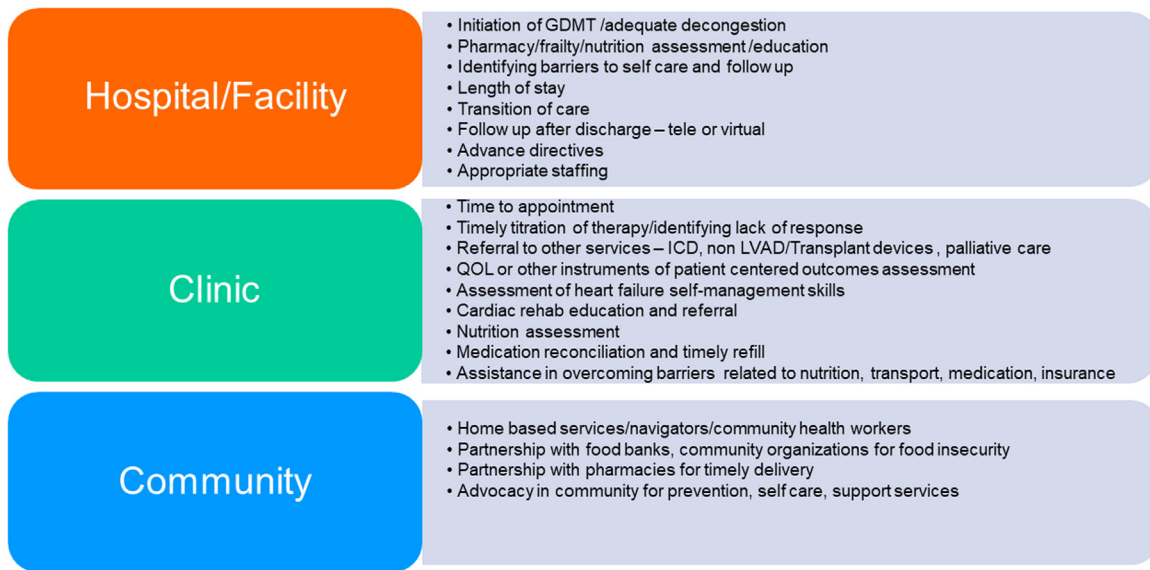 Hospital/Facility
• Initiation of GDMT /adequate decongestion
• Pharmacy/frailty/nutrition assessment/education
• Identifying barriers to self care and follow up
• Length of stay
• Transition of care
• Follow up after discharge – tele or virtual
• Advance directives
• Appropriate staffing
Clinic
• Time to appointment
• Timely titration of therapy/identifying lack of response
• Referral to other services – ICD, non LVAD/Transplant devices , palliative care
• QOL or other instruments of patient centered outcomes assessment
• Assessment of heart failure self-management skills
• Cardiac rehab education and referral
• Nutrition assessment
• Medication reconciliation and timely refill
• Assistance in overcoming barriers related to nutrition, transport, medication, insurance
Community
• Home based services/navigators/community health workers
• Partnership with food banks, community organizations for food insecurity
• Partnership with pharmacies for timely delivery
• Advocacy in community for prevention, self care, support services